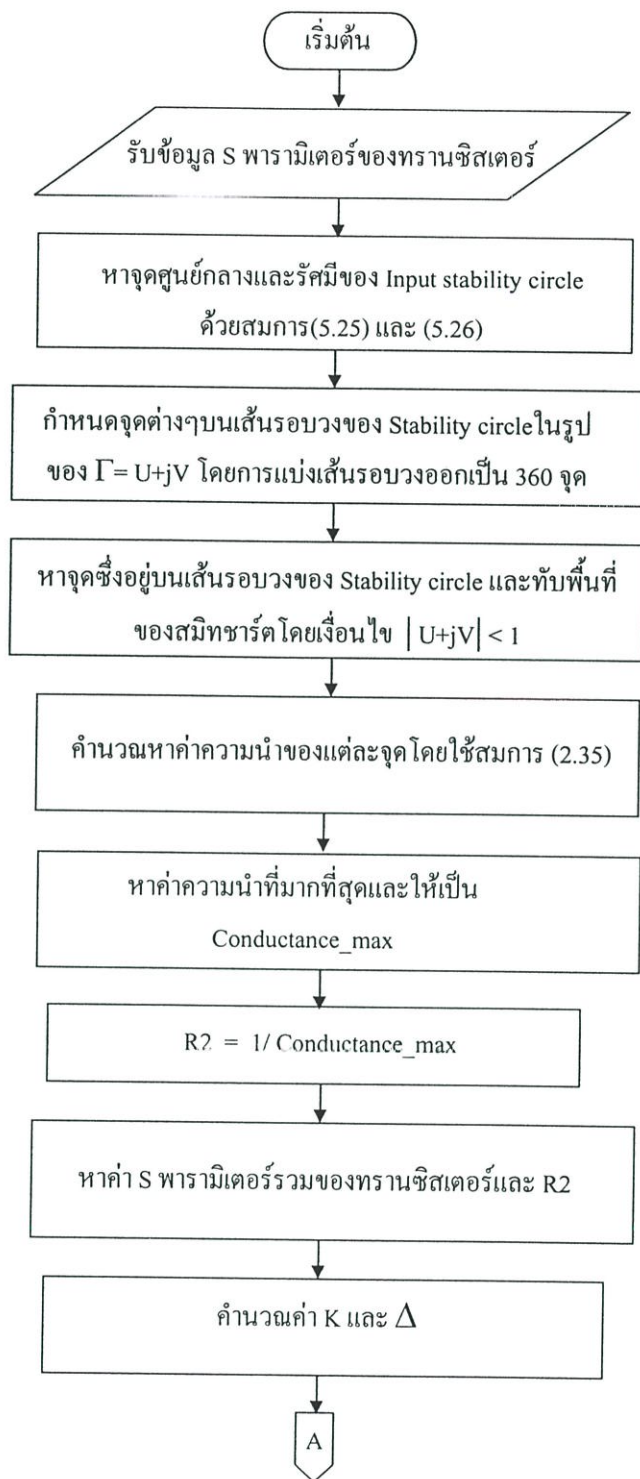 เริ่มต้น
รับข้อมูล S พารามิเตอร์ของทรานซิสเตอร์
หาจุดศูนย์กลางและรัศมีของ Input stability circle
ด้วยสมการ(5.25) และ (5.26)
กำหนดจุดต่างๆบนเส้นรอบวงของ Stability circleในรูป
ของ Γ= U+jV โดยการแบ่งเส้นรอบวงออกเป็น 360 จุด
หาจุดซึ่งอยู่บนเส้นรอบวงของ Stability circle และทับพื้นที่
ของสมิทชาร์ตโดยเงื่อนไข |U+jV| < 1
คำนวณหาค่าความนำของแต่ละจุดโดยใช้สมการ (2.35)
หาค่าความนำที่มากที่สุดและให้เป็น
Conductance_max
R2 = 1/ Conductance_max
หาค่า S พารามิเตอร์รวมของทรานซิสเตอร์และ R2
คำนวณค่า K และ Δ
A